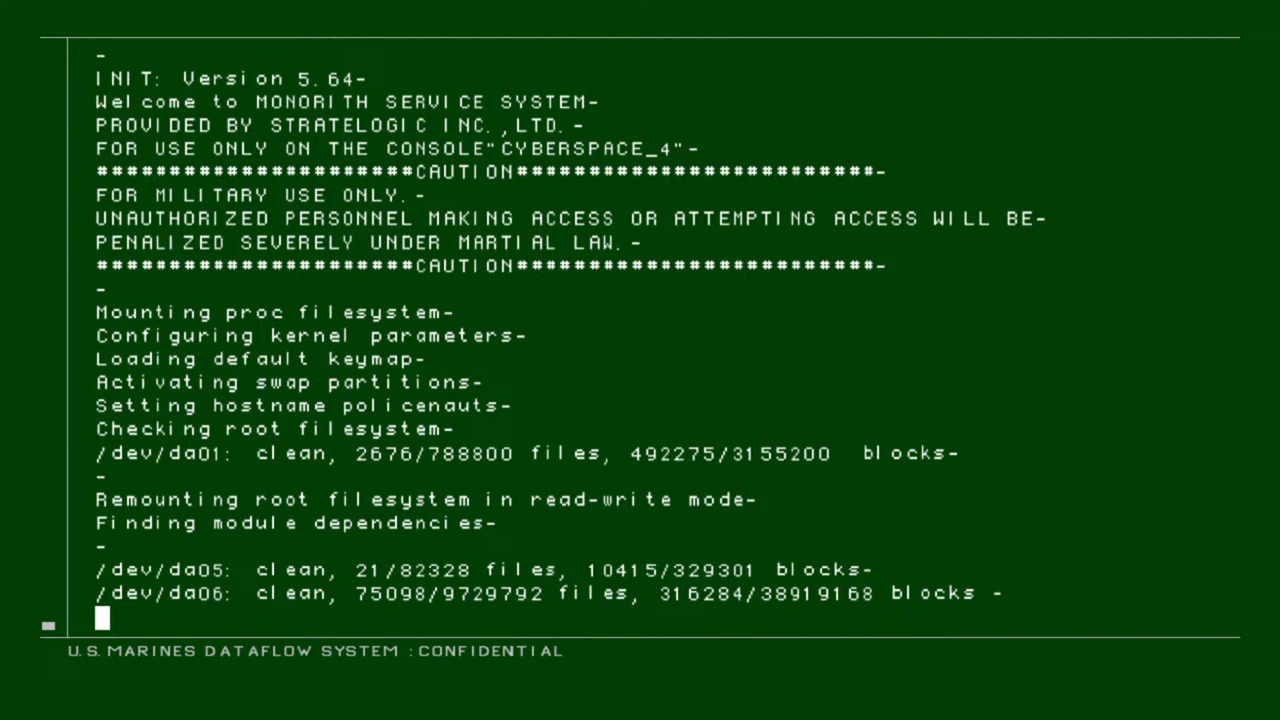 -
INIT: Version 5.64-
Welcome to MONORITH SERVICE SYSTEM-
PROVIDED BY STRATELOGIC INC.,LTD.-
FOR USE ONLY ON THE CONSOLE"CYBERSPACE_4"-
######################CAUTION#########################-
FOR MILITARY USE ONLY.-
UNAUTHORIZED PERSONNEL MAKING ACCESS OR ATTEMPTING ACCESS WILL BE-
PENALIZED SEVERELY UNDER MARTIAL LAW.-
######################CAUTION#########################-
-
Mounting proc filesystem-
Configuring kernel parameters-
Loading default keymap-
Activating swap partitions-
Setting hostname policenauts-
Checking root filesystem-
/dev/da01: clean, 2676/788800 files, 492275/3155200  blocks-
-
Remounting root filesystem in read-write mode-
Finding module dependencies-
-
/dev/da05: clean, 21/82328 files, 10415/329301 blocks-
/dev/da06: clean, 75098/9729792 files, 316284/38919168 blocks -
U.S.MARINES DATAFLOW SYSTEM :CONFIDENTIAL